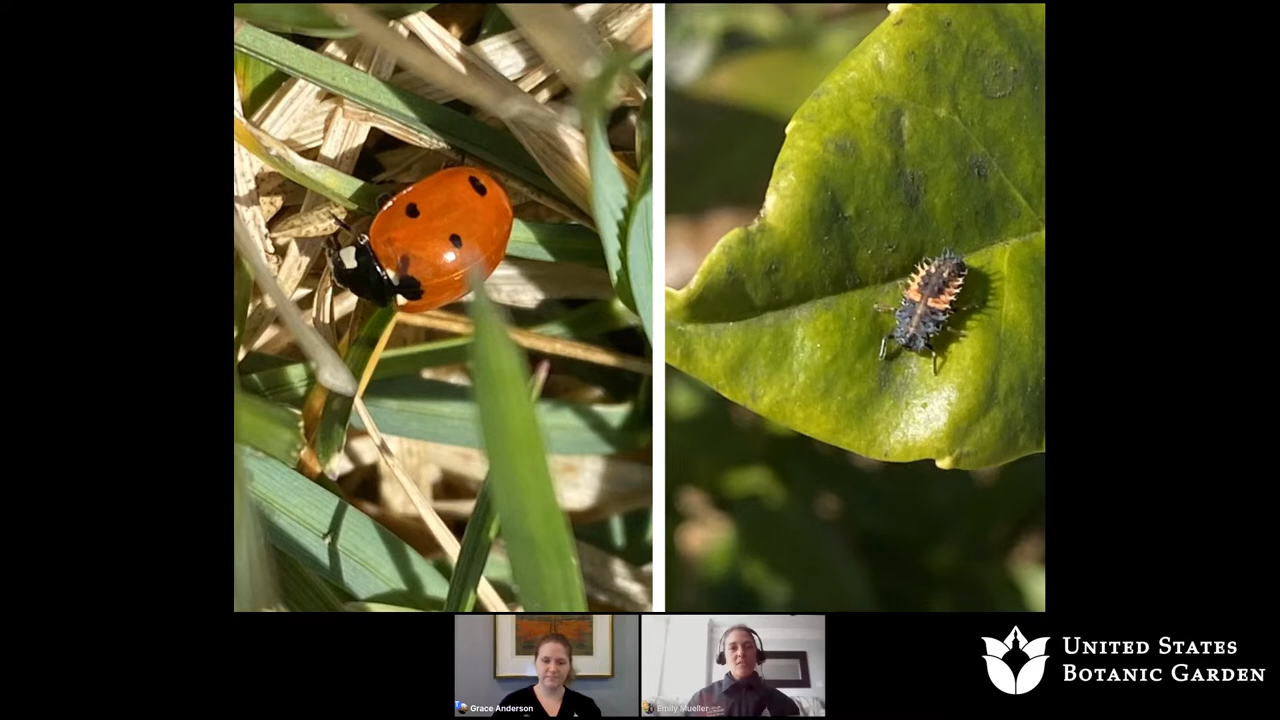 Grace Anderson
Emily Mueller
United States
Botanic Garden